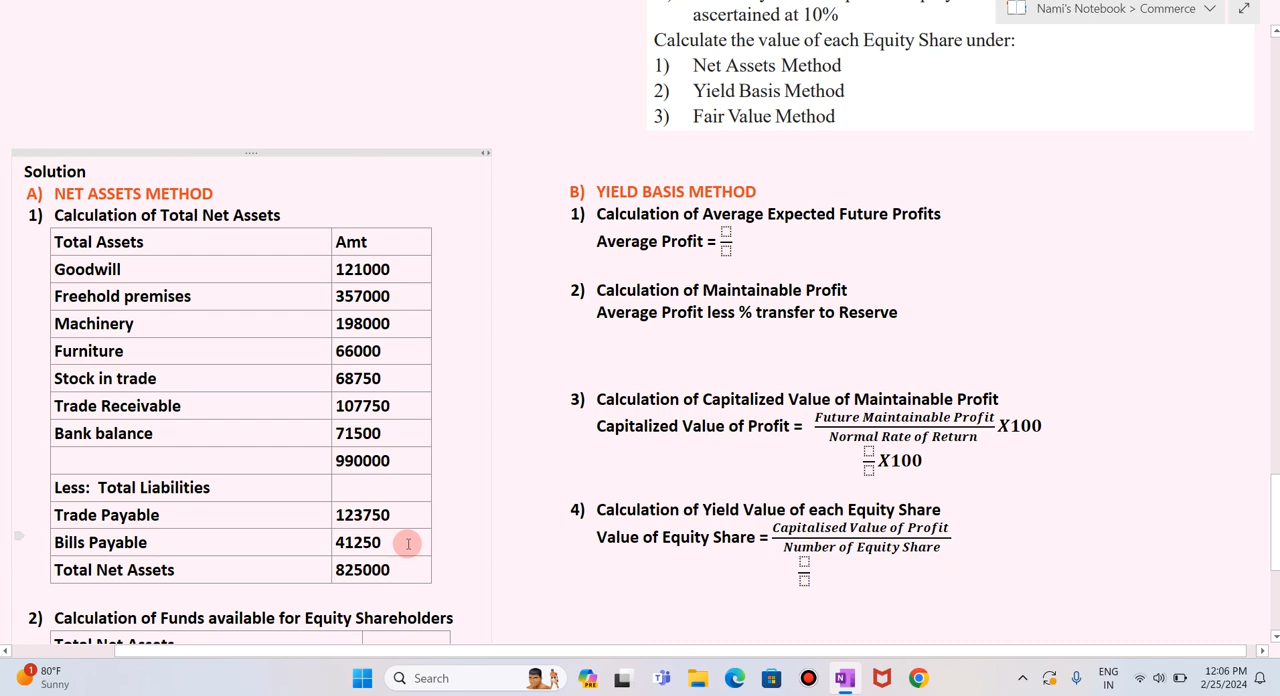 ascertained at 10%
Nami's Notebook > Commerce
Calculate the value of each Equity Share under:
1) Net Assets Method
2) Yield Basis Method
3) Fair Value Method
Solution
A) NET ASSETS METHOD
1) Calculation of Total Net Assets
Total Assets Amt
Goodwill 121000
Freehold premises 357000
Machinery 198000
Furniture 66000
Stock in trade 68750
Trade Receivable 107750
Bank balance 71500
990000
Less: Total Liabilities
Trade Payable 123750
Bills Payable 41250
Total Net Assets 825000
2) Calculation of Funds available for Equity Shareholders
Total Net Assets
B) YIELD BASIS METHOD
1) Calculation of Average Expected Future Profits
Average Profit =
2) Calculation of Maintainable Profit
Average Profit less % transfer to Reserve
3) Calculation of Capitalized Value of Maintainable Profit
Capitalized Value of Profit = Future Maintainable Profit / Normal Rate of Return X100
X100
4) Calculation of Yield Value of each Equity Share
Value of Equity Share = Capitalised Value of Profit / Number of Equity Share
1
80°F
Sunny
Search
PRE
ENG
IN
12:06 PM
2/25/2024